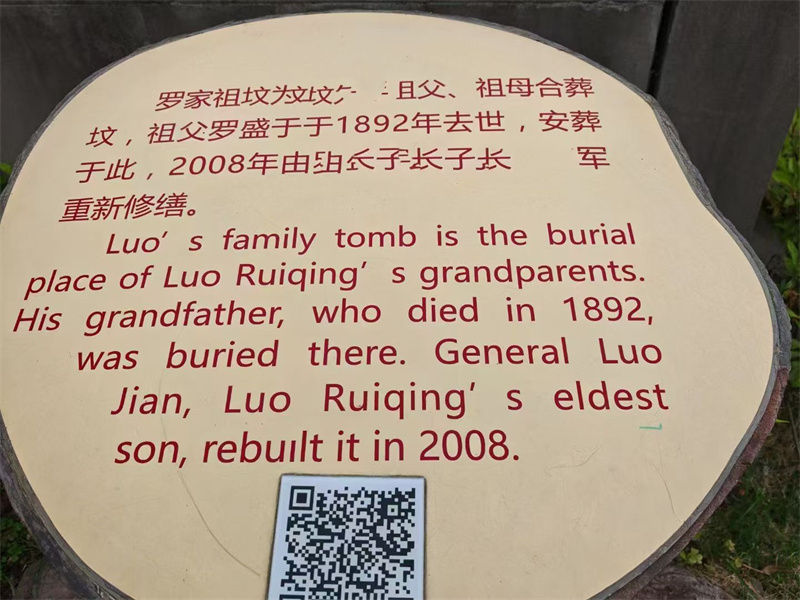 罗家祖坟为坟坟 祖父、祖母合葬
坟，祖父罗盛于于1892年去世，安葬
于此，2008年由 长子长子长 军
重新修缮。
Luo’s family tomb is the burial
place of Luo Ruiqing’s grandparents.
His grandfather, who died in 1892,
was buried there. General Luo
Jian, Luo Ruiqing’s eldest
son, rebuilt it in 2008.